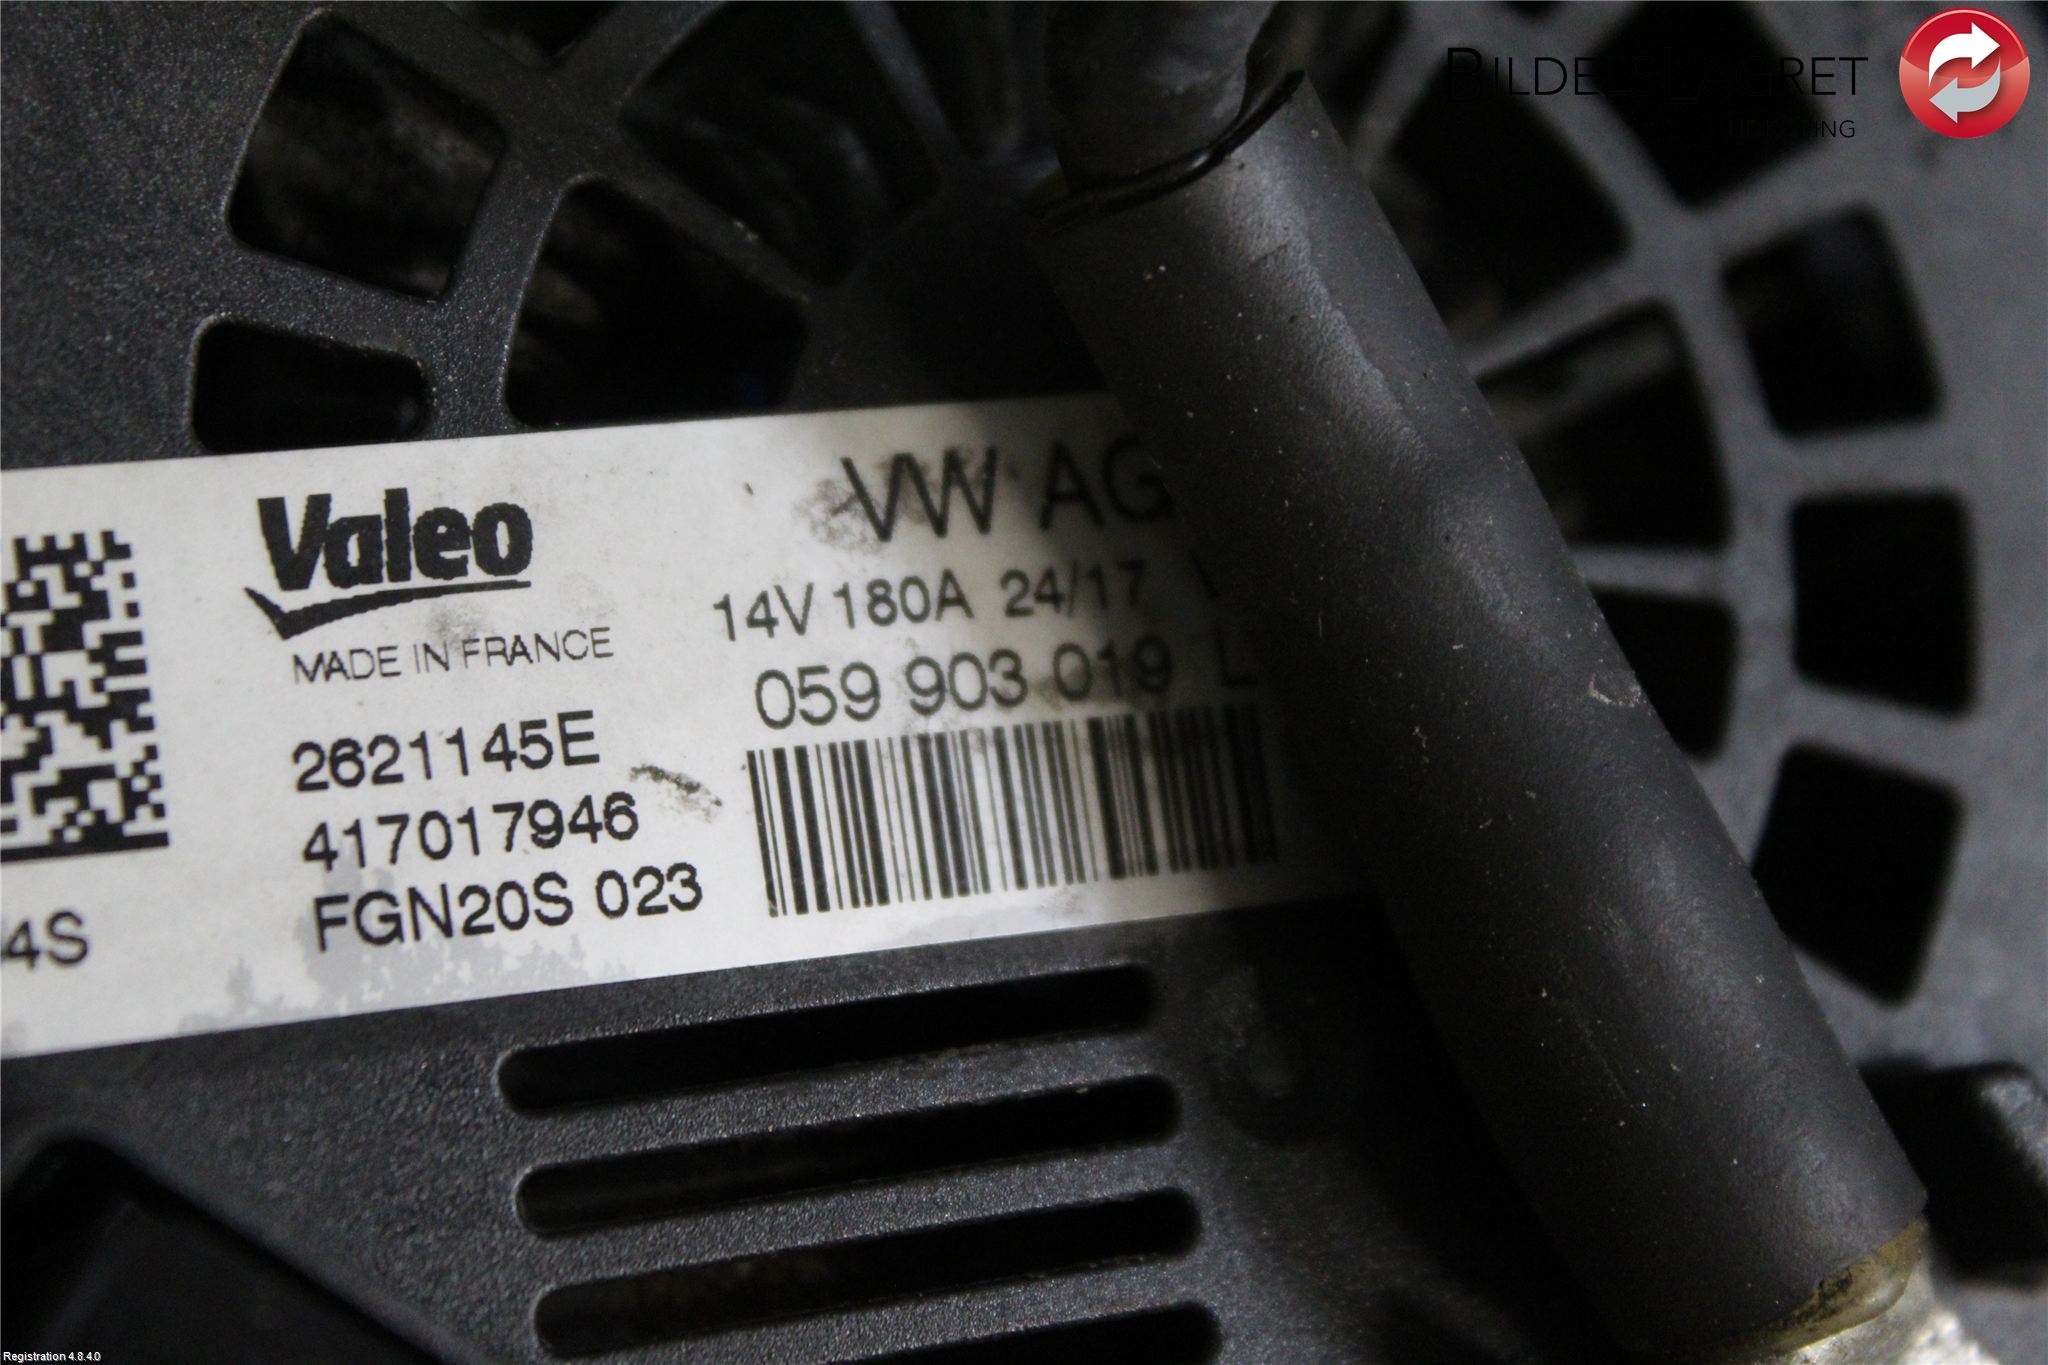 BILDELSLAGRET
Valeo
MADE IN FRANCE
2621145E
417017946
FGN20S 023
4S
VW AG
14V 180A 24/17
059 903 019 L
Registration 4.8.4.0